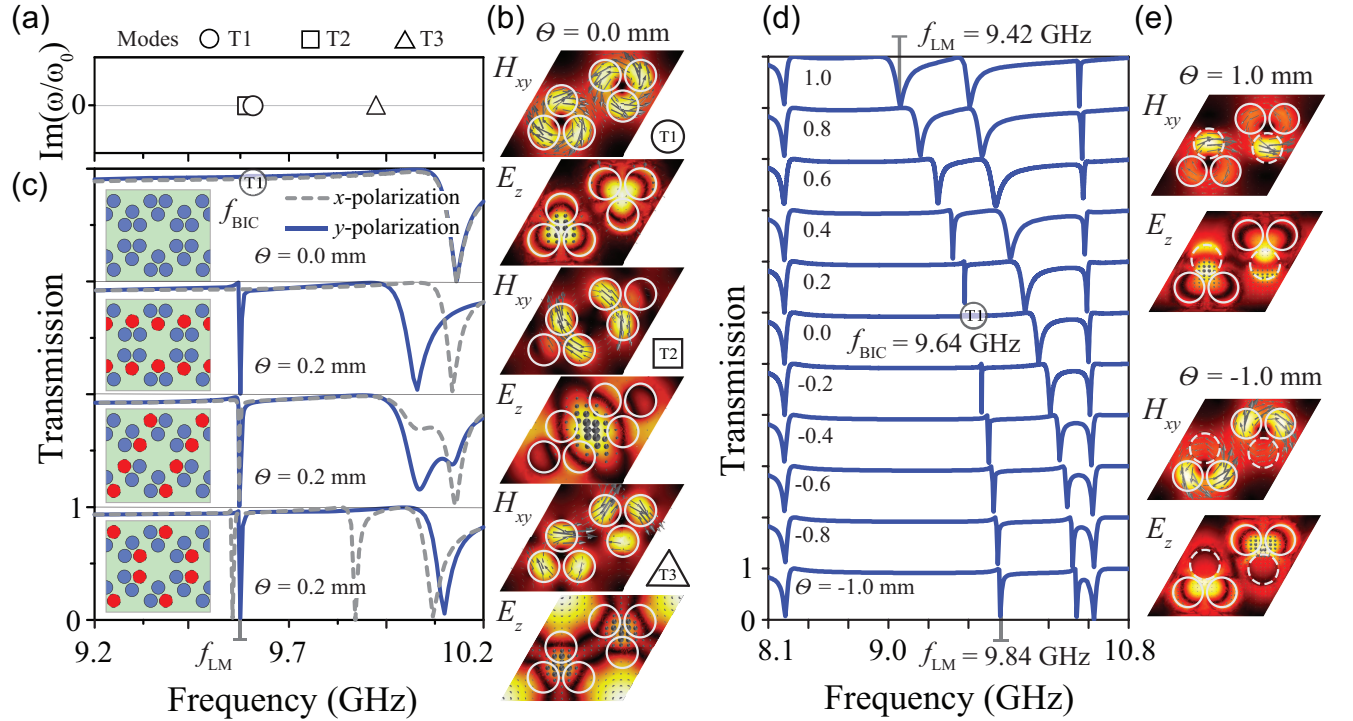 (a)
Modes T1 T2 T3
Im(ω/ω0)
0
(b)
Θ = 0.0 mm
Hxy
T1
Ez
Hxy
T2
Ez
Hxy
T3
Ez
(c)
T1
fBIC
x-polarization
y-polarization
Θ = 0.0 mm
Θ = 0.2 mm
Θ = 0.2 mm
Θ = 0.2 mm
Transmission
1
0
9.2 9.7 10.2
fLM
Frequency (GHz)
(d)
fLM = 9.42 GHz
1.0
0.8
0.6
0.4
0.2
T1
0.0
fBIC = 9.64 GHz
-0.2
-0.4
-0.6
-0.8
Θ = -1.0 mm
Transmission
1
0
8.1 9.0 10.8
fLM = 9.84 GHz
Frequency (GHz)
(e)
Θ = 1.0 mm
Hxy
Ez
Θ = -1.0 mm
Hxy
Ez